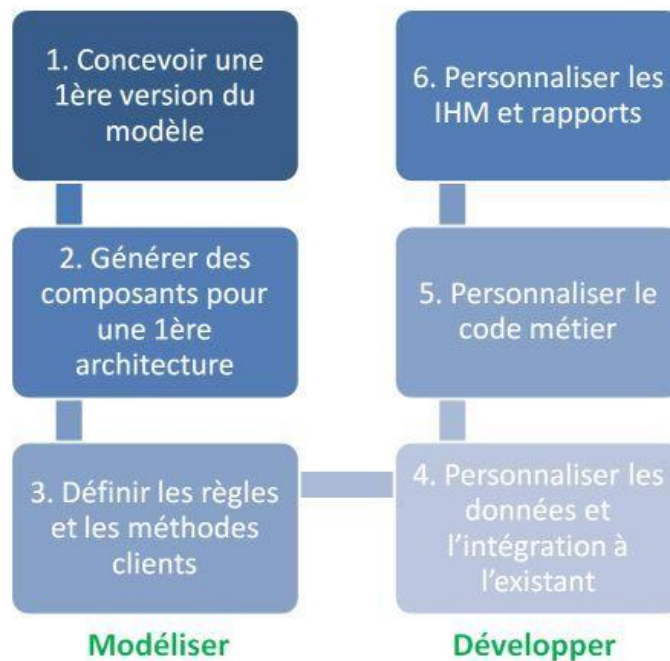 1. Concevoir une
1ère version du
modèle
2. Générer des
composants pour
une 1ère
architecture
3. Définir les règles
et les méthodes
clients
Modéliser
6. Personnaliser les
IHM et rapports
5. Personnaliser le
code métier
4. Personnaliser les
données et
l'intégration à
l'existant
Développer